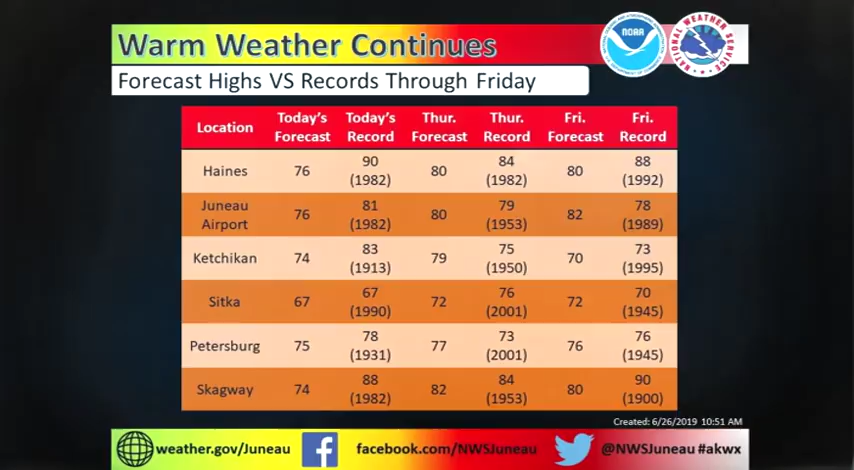 Warm Weather Continues
Forecast Highs VS Records Through Friday
NOAA
NATIONAL WEATHER SERVICE
Location Today's Forecast Today's Record Thur. Forecast Thur. Record Fri. Forecast Fri. Record
Haines 76 90 (1982) 80 84 (1982) 80 88 (1992)
Juneau Airport 76 81 (1982) 80 79 (1953) 82 78 (1989)
Ketchikan 74 83 (1913) 79 75 (1950) 70 73 (1995)
Sitka 67 67 (1990) 72 76 (2001) 72 70 (1945)
Petersburg 75 78 (1931) 77 73 (2001) 76 76 (1945)
Skagway 74 88 (1982) 82 84 (1953) 80 90 (1900)
Created: 6/26/2019 10:51 AM
weather.gov/Juneau facebook.com/NWSJuneau @NWSJuneau #akwx